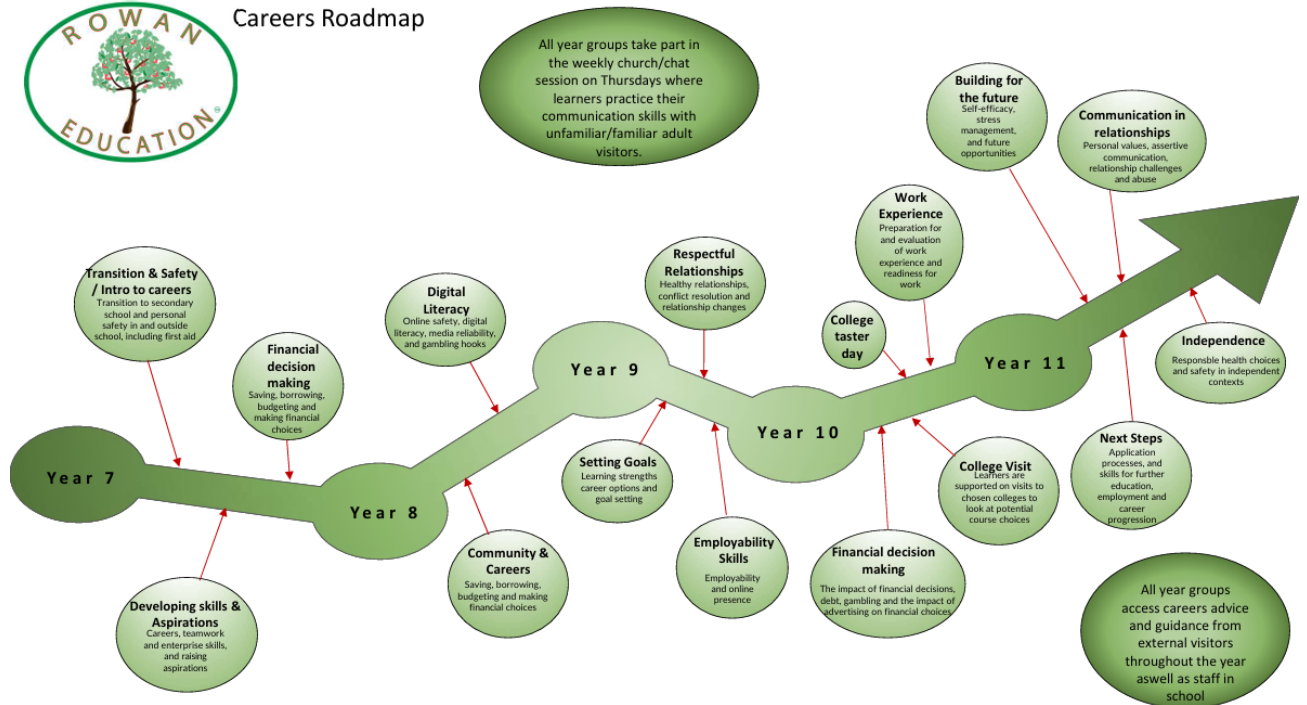 ROWAN
EDUCATION
Careers Roadmap
All year groups take part in
the weekly church/chat
session on Thursdays where
learners practice their
communication skills with
unfamiliar/familiar adult
visitors.
Building for
the future
Self-efficacy,
stress
management,
and future
opportunities
Communication in
relationships
Personal values, assertive
communication,
relationship challenges
and abuse
Work
Experience
Preparation for
and evaluation
of work
experience and
readiness for
work
Respectful
Relationships
Healthy relationships,
conflict resolution and
relationship changes
Transition & Safety
/ Intro to careers
Transition to secondary
school and personal
safety in and outside
school, including first aid
Digital
Literacy
Online safety, digital
literacy, media reliability,
and gambling hooks
College
taster
day
Financial
decision
making
Saving, borrowing,
budgeting and
making financial
choices
Independence
Responsble health choices
and safety in independent
contexts
Year 7
Year 8
Year 9
Year 10
Year 11
Setting Goals
Learning strengths
career options and
goal setting
College Visit
Learners are
supported on visits to
chosen colleges to
look at potential
course choices
Next Steps
Application
processes, and
skills for further
education,
employment and
career
progression
Community &
Careers
Saving, borrowing,
budgeting and making
financial choices
Employability
Skills
Employability
and online
presence
Financial decision
making
The impact of financial decisions,
debt, gambling and the impact of
advertising on financial choices
Developing skills &
Aspirations
Careers, teamwork
and enterprise skills,
and raising
aspirations
All year groups
access careers advice
and guidance from
external visitors
throughout the year
aswell as staff in
school